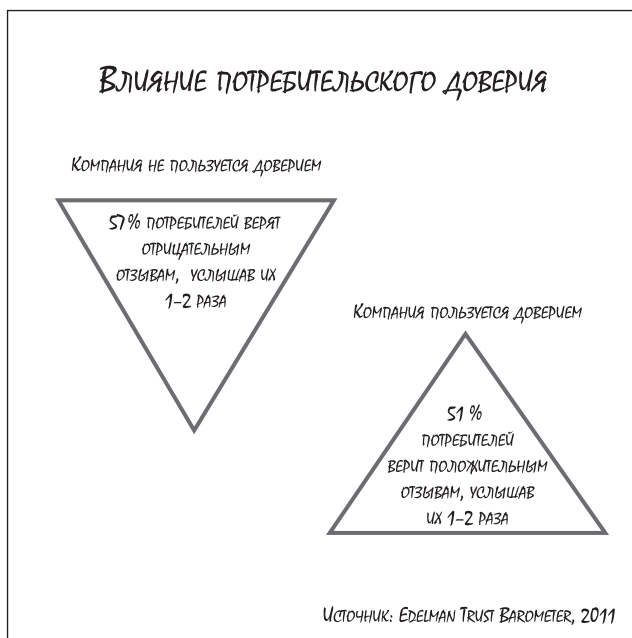 Влияние потребительского доверия
Компания не пользуется доверием
57% потребителей верят
отрицательным
отзывам, услышав их
1–2 раза
Компания пользуется доверием
51 %
потребителей
верит положительным
отзывам, услышав
их 1–2 раза
Источник: Edelman Trust Barometer, 2011